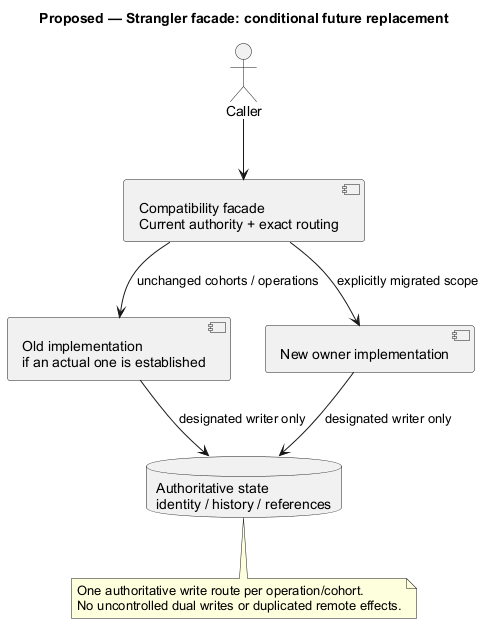 Proposed — Strangler facade: conditional future replacement
Caller
Compatibility facade
Current authority + exact routing
unchanged cohorts / operations
explicitly migrated scope
Old implementation
if an actual one is established
New owner implementation
designated writer only
designated writer only
Authoritative state
identity / history / references
One authoritative write route per operation/cohort.
No uncontrolled dual writes or duplicated remote effects.